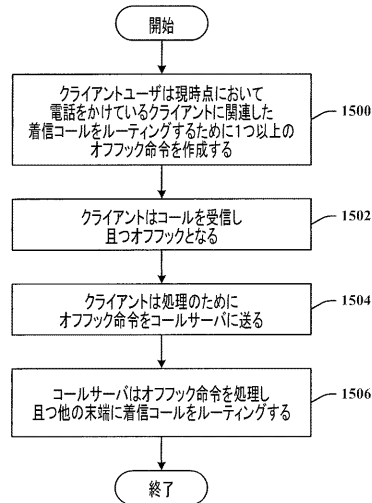 開始
クライアントユーザは現時点において
電話をかけているクライアントに関連した
着信コールをルーティングするために1つ以上の
オフフック命令を作成する
1500
クライアントはコールを受信し
且つオフフックとなる
1502
クライアントは処理のために
オフフック命令をコールサーバに送る
1504
コールサーバはオフフック命令を処理し
且つ他の末端に着信コールをルーティングする
1506
終了